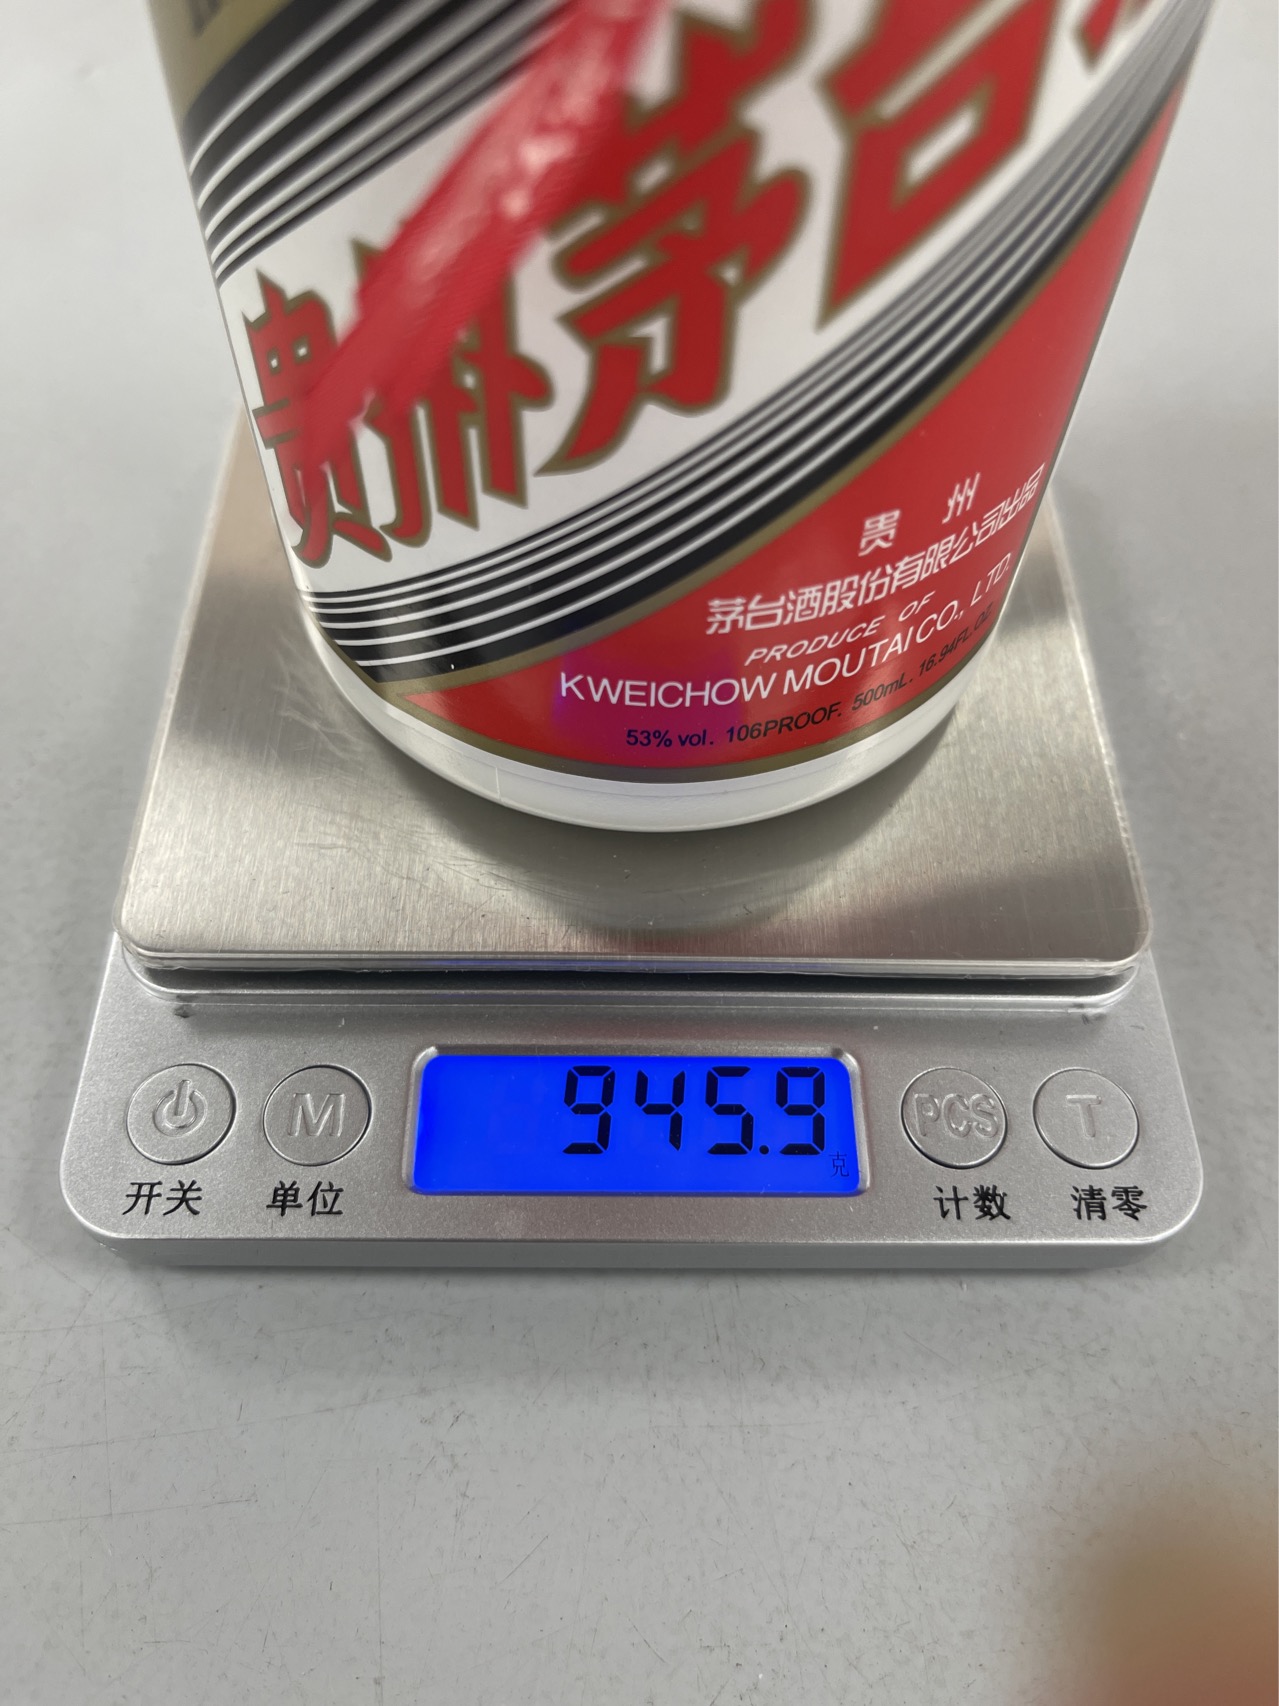 贵州茅台
贵 州
茅台酒股份有限公司出品
PRODUCE OF
KWEICHOW MOUTAI CO., LTD.
53% vol. 106PROOF. 500mL. 16.94FL.OZ.
945.9
克
M
PCS
T
开关
单位
计数
清零